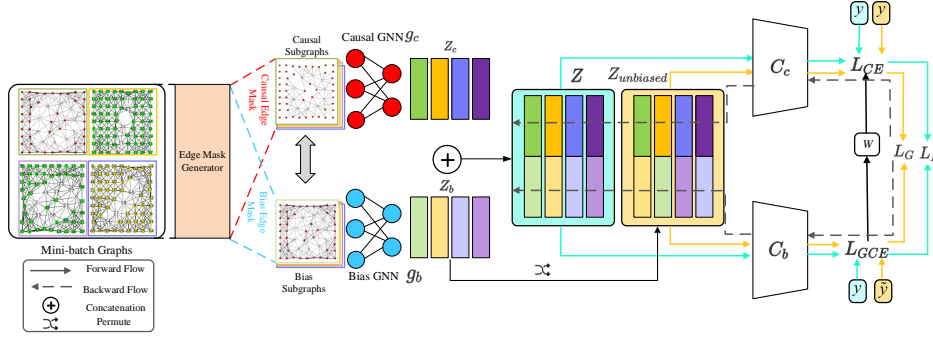 Mini-batch Graphs
Forward Flow
Backward Flow
Concatenation
Permute
Edge Mask
Generator
Causal Edge
Mask
Bias Edge
Mask
Causal
Subgraphs
Bias
Subgraphs
Causal GNN g_c
Bias GNN g_b
Z_c
Z_b
Z
Z_unbiased
C_c
C_b
y
y
L_CE
W
L_G
L_GCE
y
ỹ